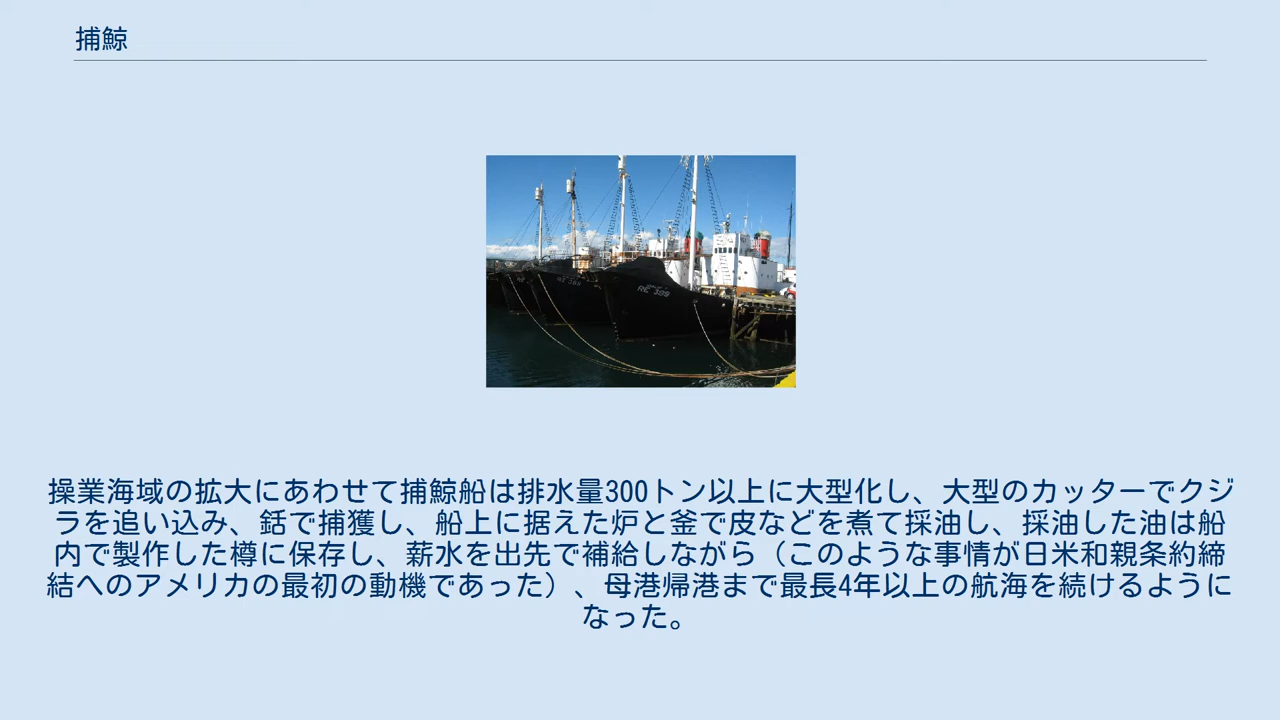 捕鯨
RE 389
操業海域の拡大にあわせて捕鯨船は排水量300トン以上に大型化し、大型のカッターでクジ
ラを追い込み、銛で捕獲し、船上に据えた炉と釜で皮などを煮て採油し、採油した油は船
内で製作した樽に保存し、薪水を出先で補給しながら（このような事情が日米和親条約締
結へのアメリカの最初の動機であった）、母港帰港まで最長4年以上の航海を続けるように
なった。